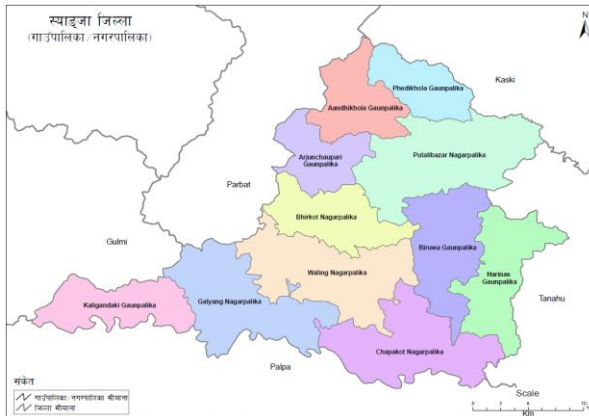 स्याङ्जा जिल्ला
(गाउँपालिका/नगरपालिका)
N
Kaski
Phedikhola Gaunpalika
Aandhikhola Gaunpalika
Putalibazar Nagarpalika
Arjunchaupari
Gaunpalika
Parbat
Bhirkot Nagarpalika
Gulmi
Biruwa Gaunpalika
Waling Nagarpalika
Harinas
Gaunpalika
Kaligandaki Gaunpalika
Galyang Nagarpalika
Tanahu
Chapakot Nagarpalika
Palpa
संकेत
गाउँपालिका/नगरपालिका सीमाना
जिल्ला सीमाना
Scale
Km